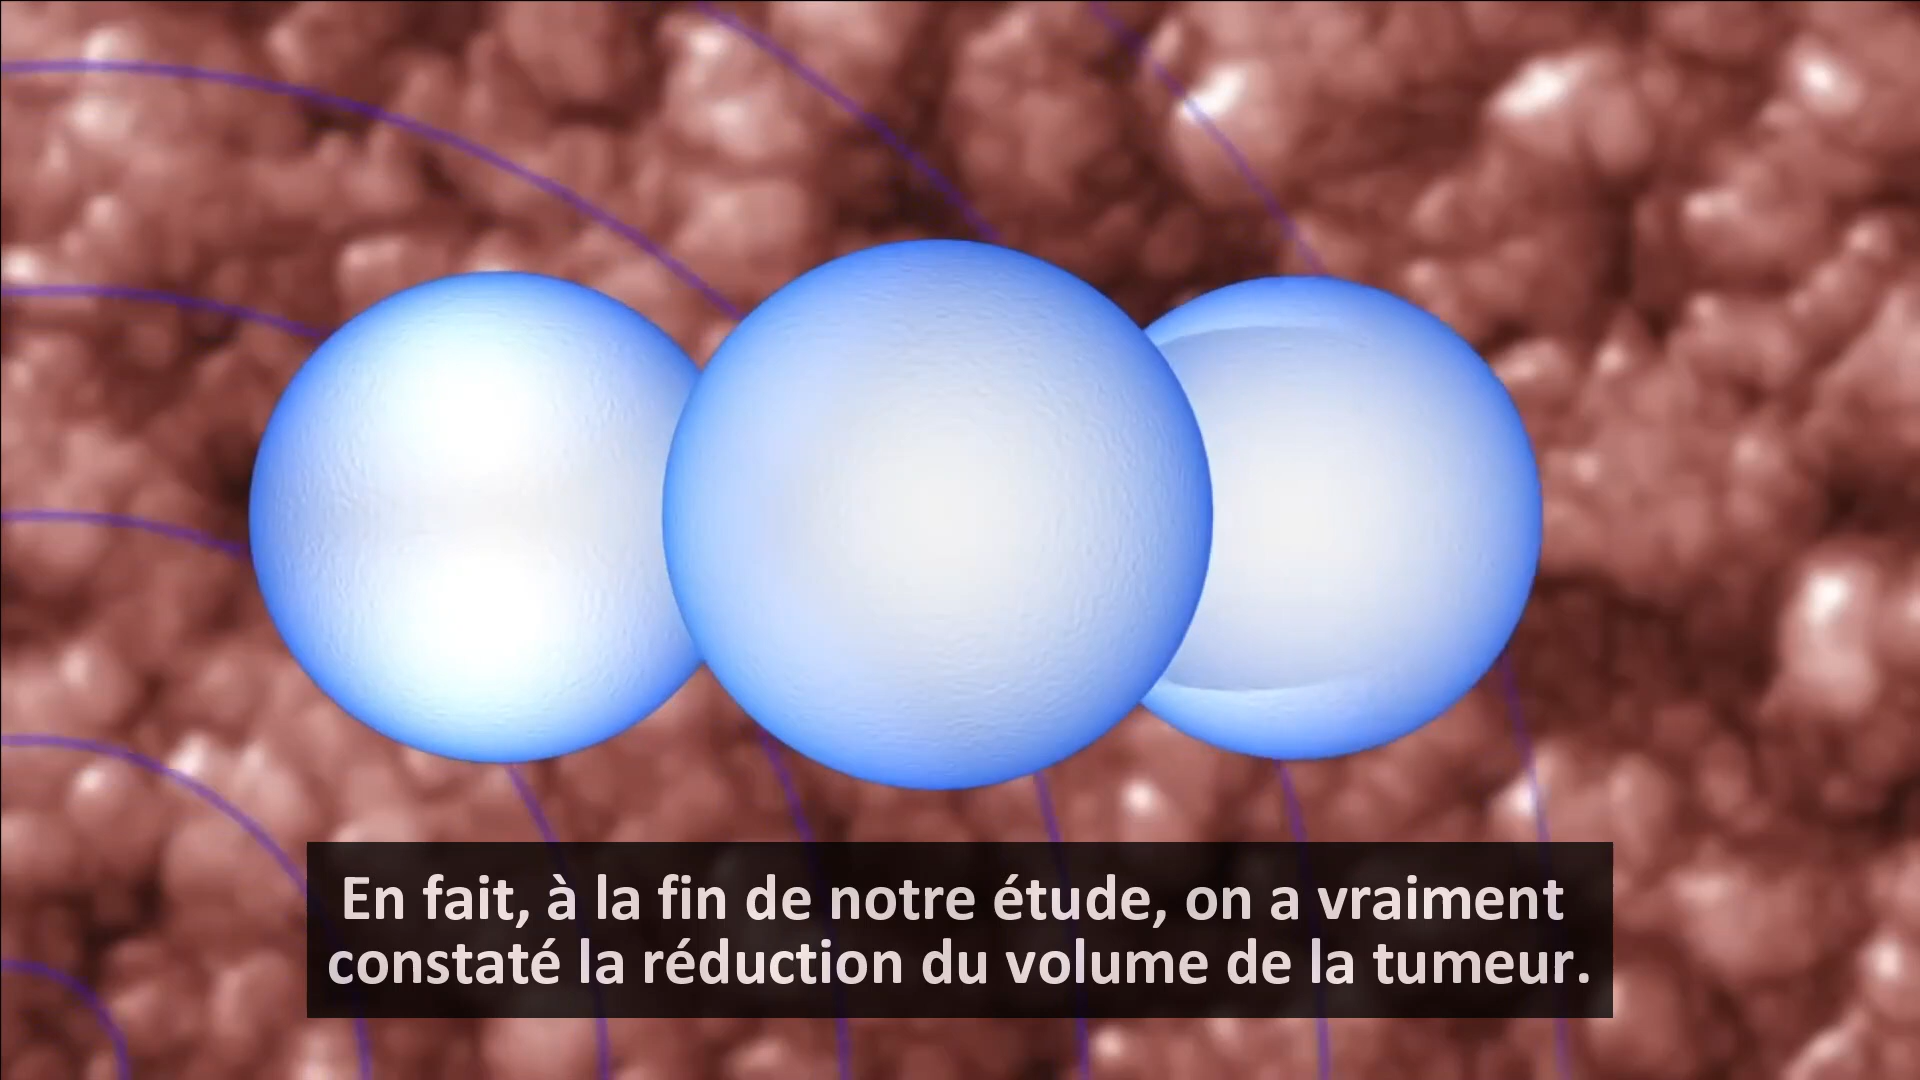 En fait, à la fin de notre étude, on a vraiment
constaté la réduction du volume de la tumeur.